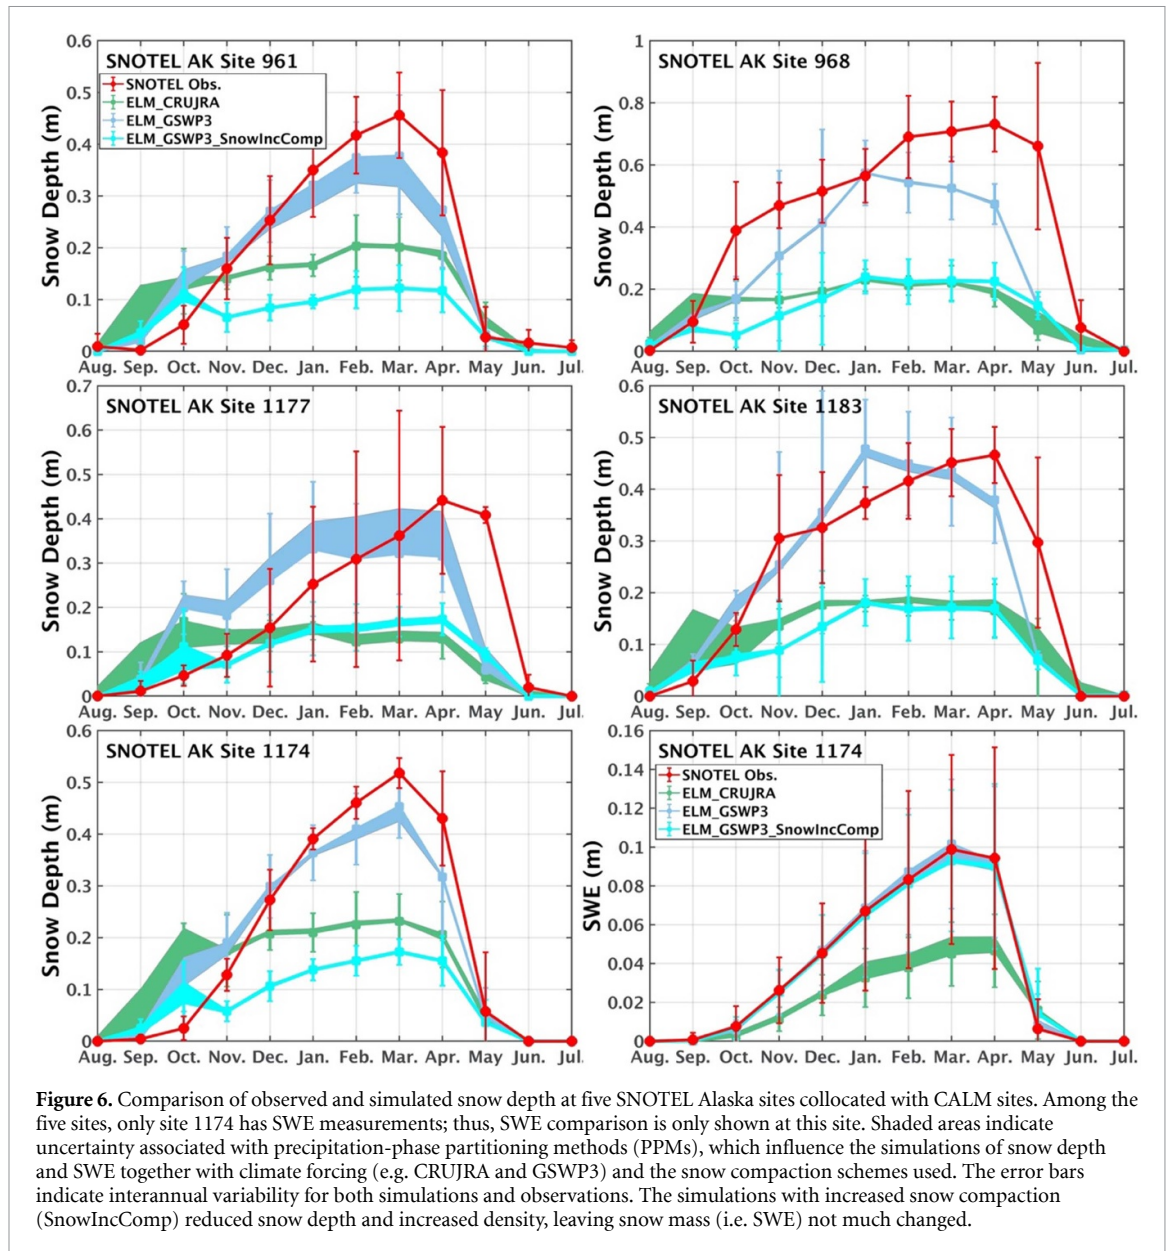 SNOTEL AK Site 961
SNOTEL Obs.
ELM_CRUJRA
ELM_GSWP3
ELM_GSWP3_SnowIncComp
Snow Depth (m)
0.6
0.5
0.4
0.3
0.2
0.1
0
Aug. Sep. Oct. Nov. Dec. Jan. Feb. Mar. Apr. May Jun. Jul.
SNOTEL AK Site 968
Snow Depth (m)
1
0.8
0.6
0.4
0.2
0
Aug. Sep. Oct. Nov. Dec. Jan. Feb. Mar. Apr. May Jun. Jul.
SNOTEL AK Site 1177
Snow Depth (m)
0.7
0.6
0.5
0.4
0.3
0.2
0.1
0
Aug. Sep. Oct. Nov. Dec. Jan. Feb. Mar. Apr. May Jun. Jul.
SNOTEL AK Site 1183
Snow Depth (m)
0.6
0.5
0.4
0.3
0.2
0.1
0
Aug. Sep. Oct. Nov. Dec. Jan. Feb. Mar. Apr. May Jun. Jul.
SNOTEL AK Site 1174
Snow Depth (m)
0.6
0.5
0.4
0.3
0.2
0.1
0
Aug. Sep. Oct. Nov. Dec. Jan. Feb. Mar. Apr. May Jun. Jul.
SNOTEL AK Site 1174
SNOTEL Obs.
ELM_CRUJRA
ELM_GSWP3
ELM_GSWP3_SnowIncComp
SWE (m)
0.16
0.14
0.12
0.1
0.08
0.06
0.04
0.02
0
Aug. Sep. Oct. Nov. Dec. Jan. Feb. Mar. Apr. May Jun. Jul.
Figure 6. Comparison of observed and simulated snow depth at five SNOTEL Alaska sites collocated with CALM sites. Among the
five sites, only site 1174 has SWE measurements; thus, SWE comparison is only shown at this site. Shaded areas indicate
uncertainty associated with precipitation-phase partitioning methods (PPMs), which influence the simulations of snow depth
and SWE together with climate forcing (e.g. CRUJRA and GSWP3) and the snow compaction schemes used. The error bars
indicate interannual variability for both simulations and observations. The simulations with increased snow compaction
(SnowIncComp) reduced snow depth and increased density, leaving snow mass (i.e. SWE) not much changed.